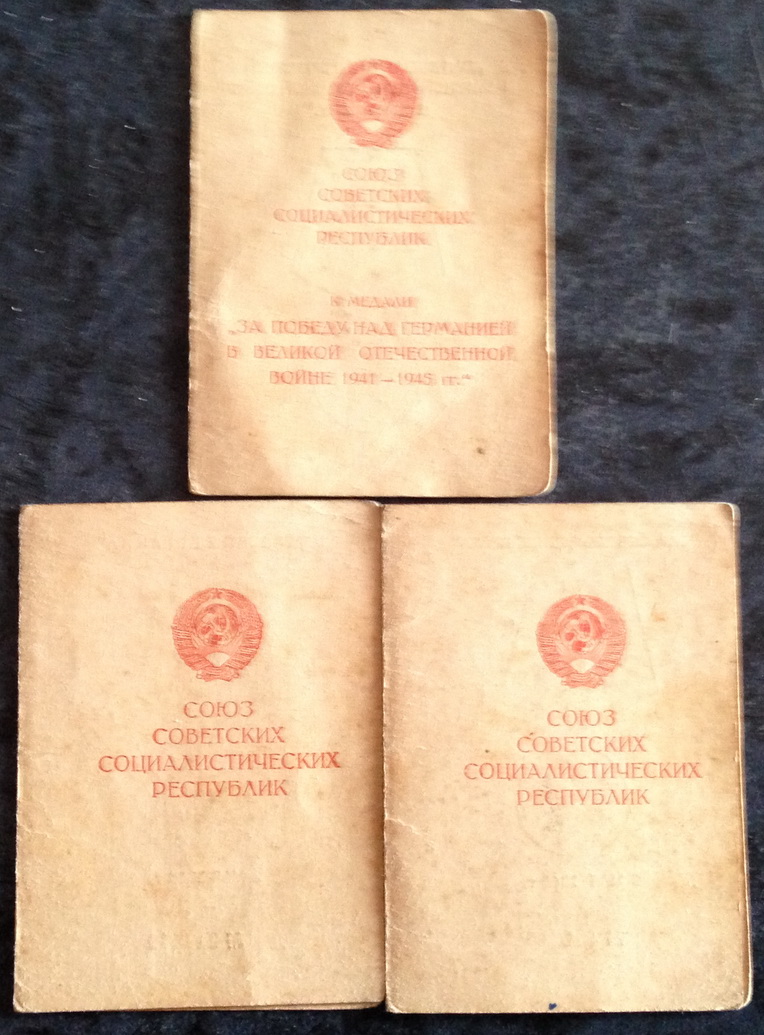 СОЮЗ
СОВЕТСКИХ
СОЦИАЛИСТИЧЕСКИХ
РЕСПУБЛИК
К МЕДАЛИ
„ЗА ПОБЕДУ НАД ГЕРМАНИЕЙ
В ВЕЛИКОЙ ОТЕЧЕСТВЕННОЙ
ВОЙНЕ 1941 — 1945 гг.“
СОЮЗ
СОВЕТСКИХ
СОЦИАЛИСТИЧЕСКИХ
РЕСПУБЛИК
СОЮЗ
СОВЕТСКИХ
СОЦИАЛИСТИЧЕСКИХ
РЕСПУБЛИК